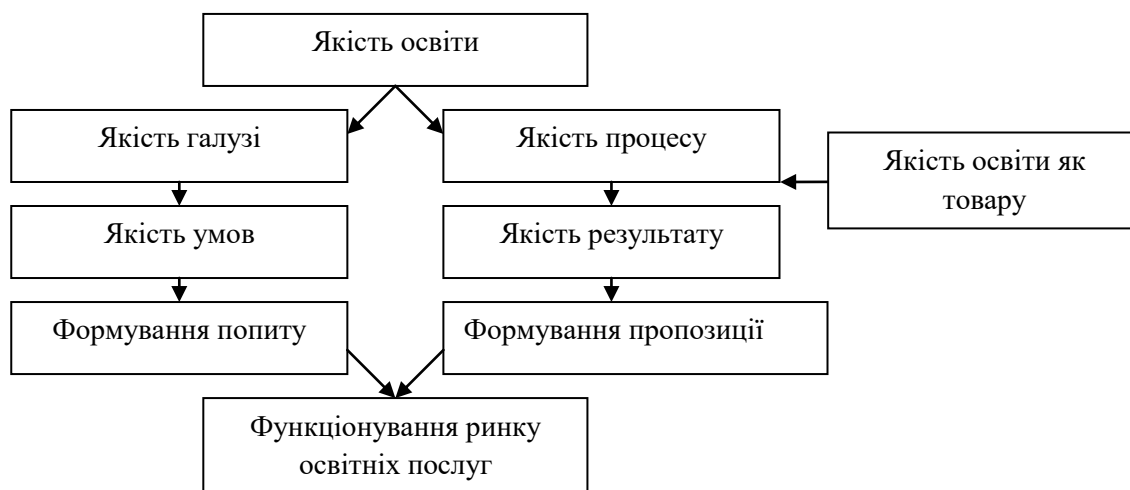 Якість освіти
Якість галузі
Якість процесу
Якість освіти як
товару
Якість умов
Якість результату
Формування попиту
Формування пропозиції
Функціонування ринку
освітніх послуг